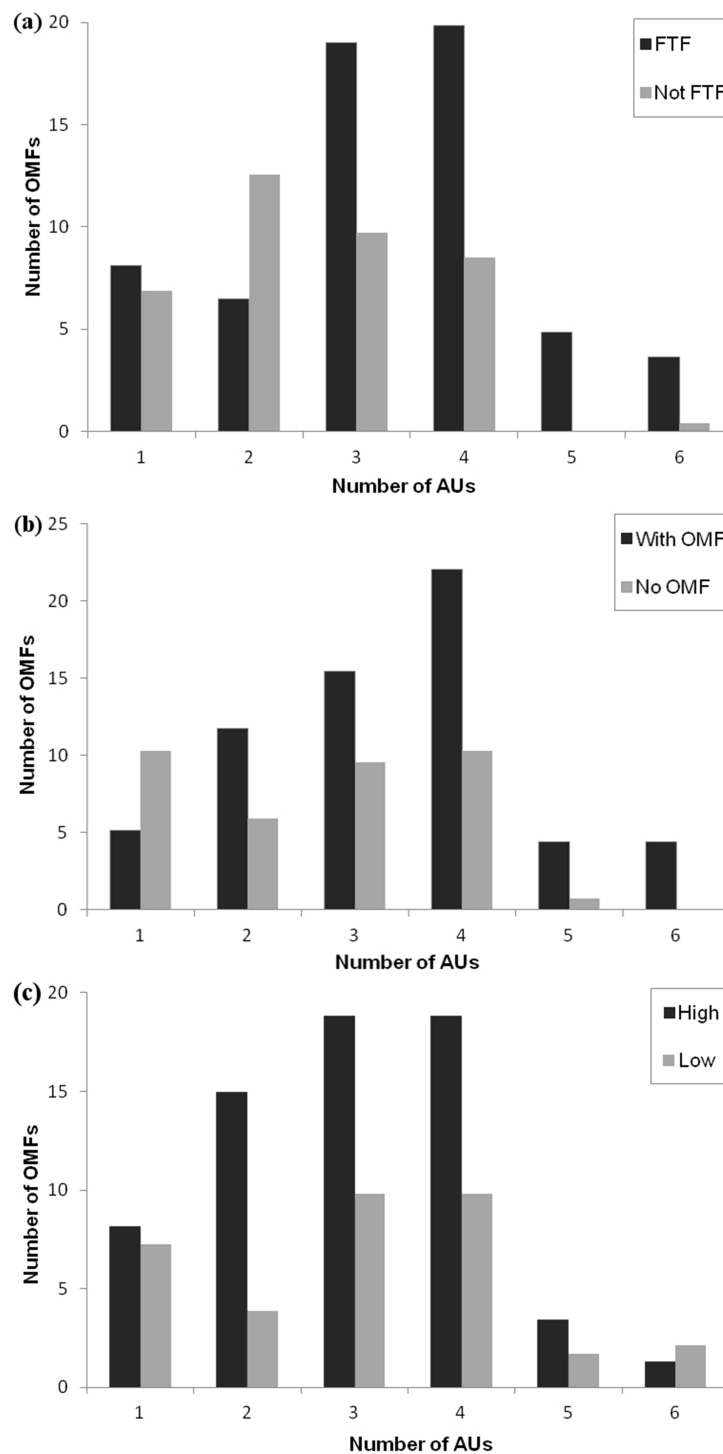 (a)
20
15
10
5
0
Number of OMFs
FTF
Not FTF
1 2 3 4 5 6
Number of AUs
(b)
25
20
15
10
5
0
Number of OMFs
With OMF
No OMF
1 2 3 4 5 6
Number of AUs
(c)
20
15
10
5
0
Number of OMFs
High
Low
1 2 3 4 5 6
Number of AUs